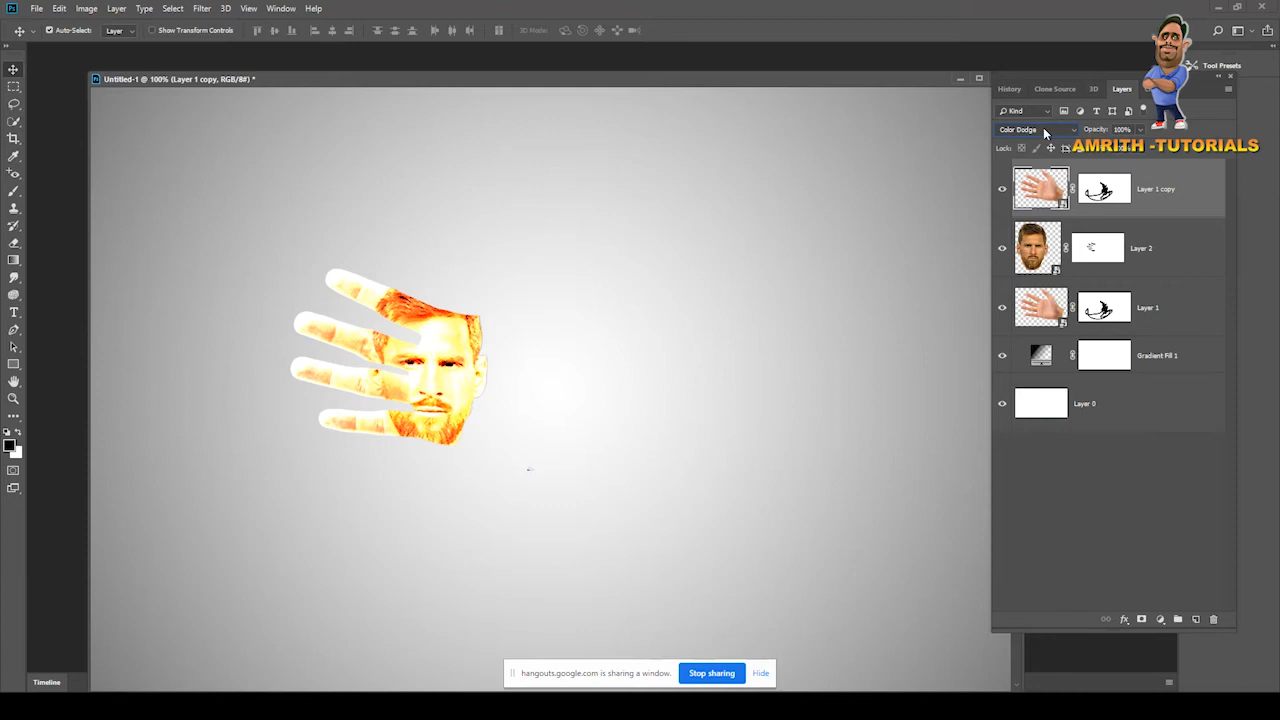 Ps File Edit Image Layer Type Select Filter 3D View Window Help
Auto-Select: Layer Show Transform Controls 3D Mode:
Tool Presets
Untitled-1 @ 100% (Layer 1 copy, RGB/8#) *
History Clone Source 3D Layers
Kind
Color Dodge Opacity: 100%
Lock:
AMRITH -TUTORIALS
Layer 1 copy
Layer 2
Layer 1
Gradient Fill 1
Layer 0
hangouts.google.com is sharing a window. Stop sharing Hide
Timeline